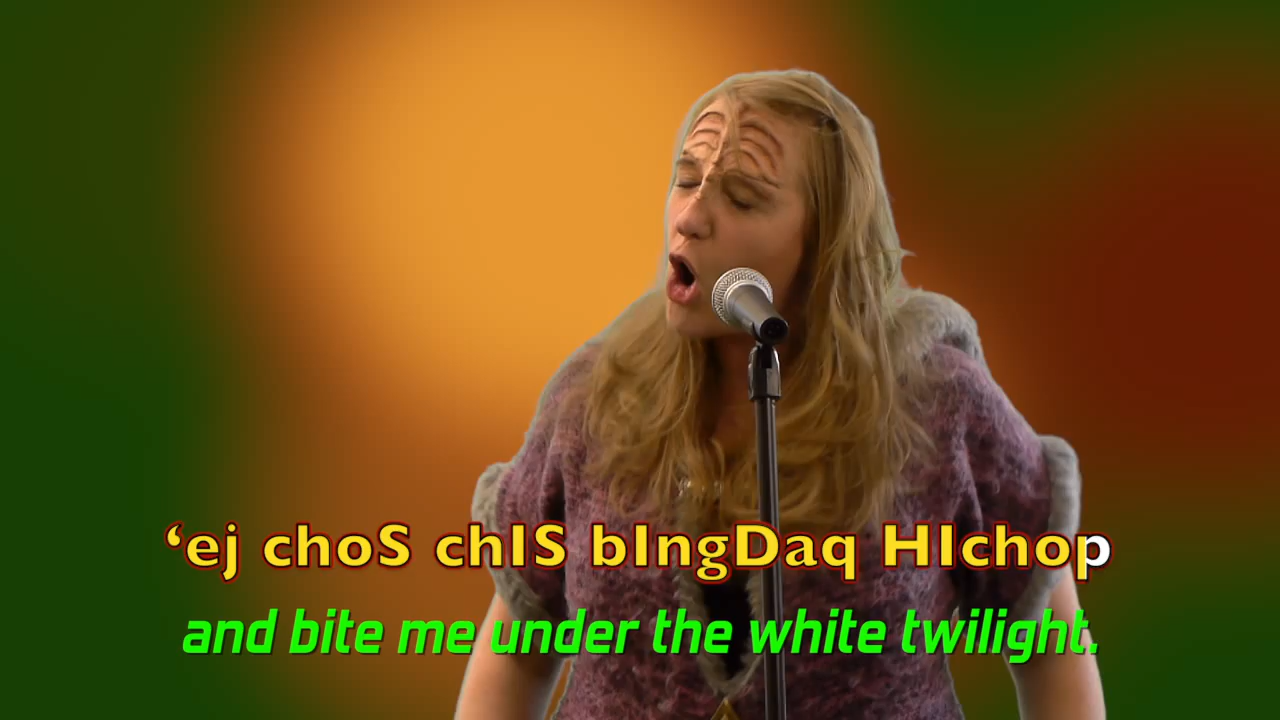 ‘ej choS chIS bIngDaq HIchop
and bite me under the white twilight.